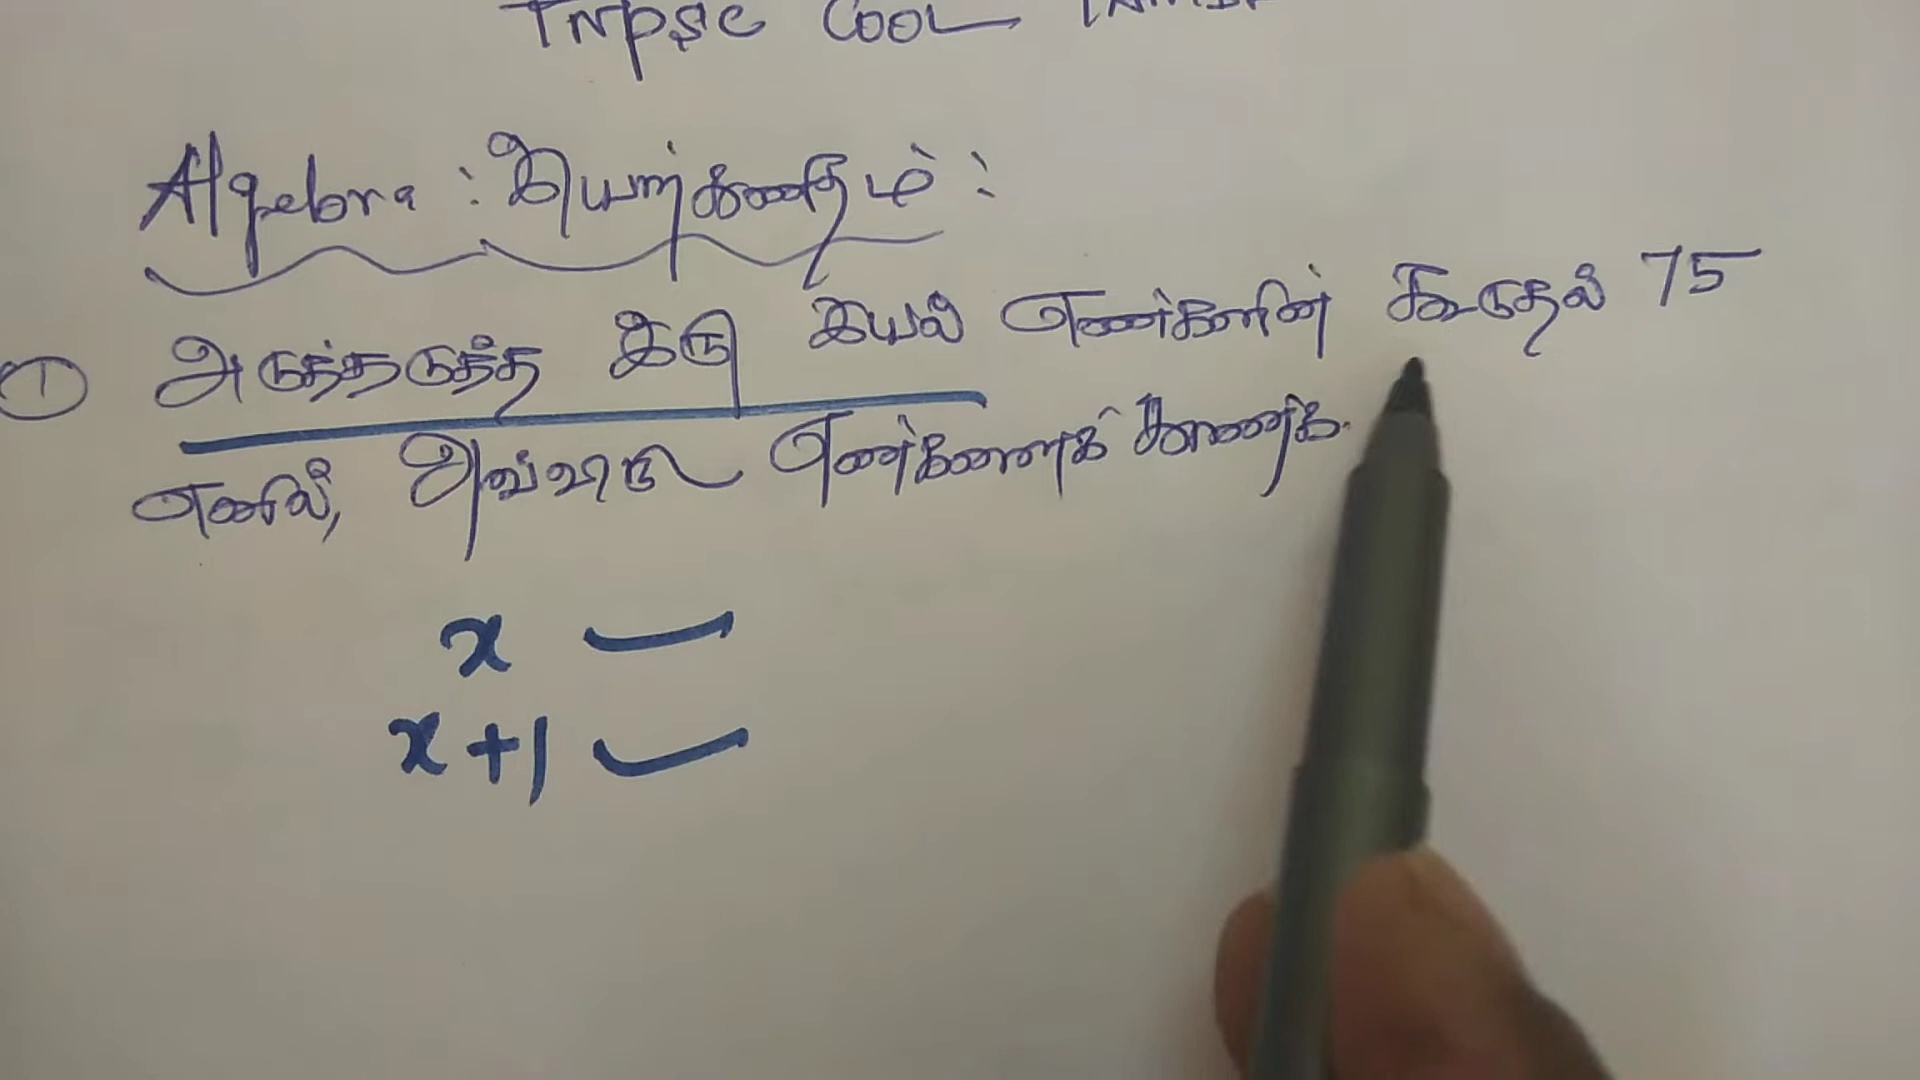 TNPSC COOL
Algebra : இயற்கணிதம் :
① அடுத்தடுத்த இரு இயல் எண்களின் கூடுதல் 75
எனில், அவ்விரு எண்களைக் காண்க.
x
x+1